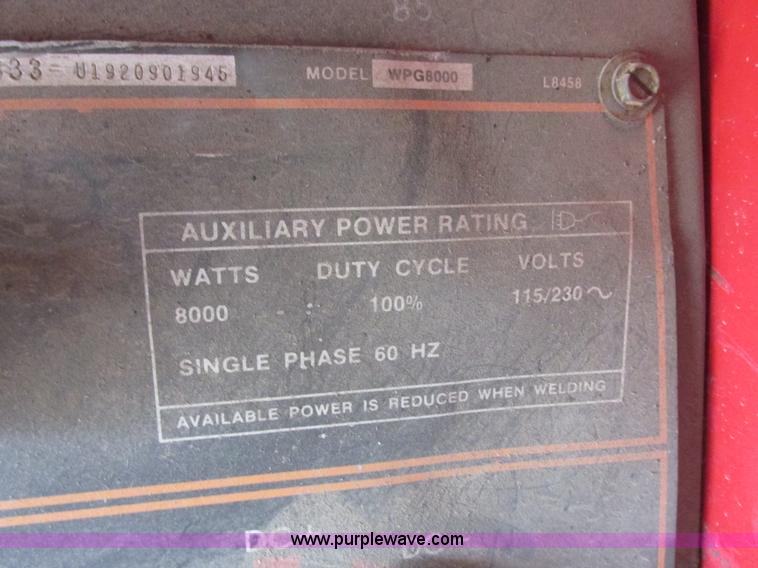 85
33- U1920901945
MODEL WPG8000
L8458
AUXILIARY POWER RATING
WATTS DUTY CYCLE VOLTS
8000 100% 115/230~
SINGLE PHASE 60 HZ
AVAILABLE POWER IS REDUCED WHEN WELDING
www.purplewave.com